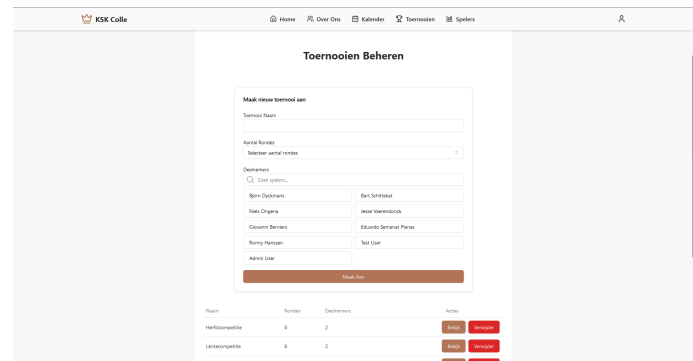 KSK Colle
Home Over Ons Kalender Toernooien Spelers
Toernooien Beheren
Maak nieuw toernooi aan
Toernooi Naam
Aantal Rondes
Selecteer aantal rondes
Deelnemers
Zoek spelers...
Björn Dyckmans Bart Schittekat
Niels Ongena Jesse Vaerendonck
Giovanni Berniers Eduardo Semanat Planas
Ronny Hanssen Test User
Admin User
Maak Aan
Naam Rondes Deelnemers Acties
Herfstcompetitie 8 2 Bekijk Verwijder
Lentecompetitie 8 2 Bekijk Verwijder